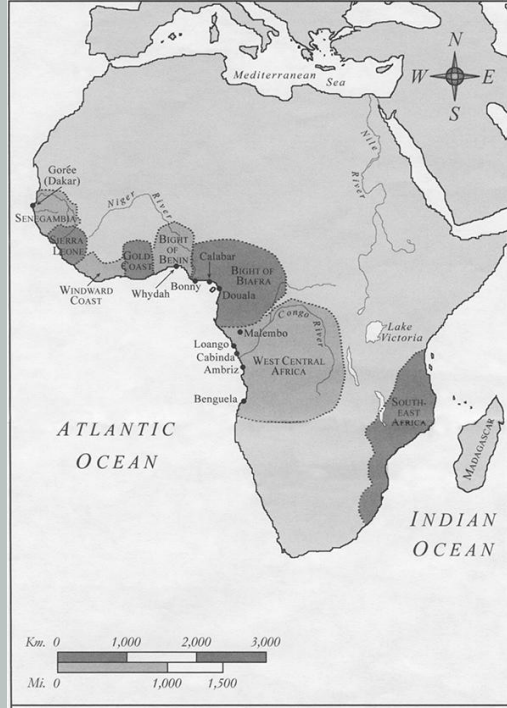 N
W E
S
Mediterranean
Sea
Nile
River
Gorée
(Dakar)
Niger
River
SENEGAMBIA
SIERRA
LEONE
GOLD
COAST
BIGHT
OF
BENIN
Calabar
BIGHT OF
BIAFRA
WINDWARD
COAST
Whydah
Bonny
Douala
Congo
River
Malembo
Lake
Victoria
Loango
Cabinda
Ambriz
WEST CENTRAL
AFRICA
Benguela
SOUTH-
EAST
AFRICA
MADAGASCAR
ATLANTIC
OCEAN
INDIAN
OCEAN
Km. 0 1,000 2,000 3,000
Mi. 0 1,000 1,500